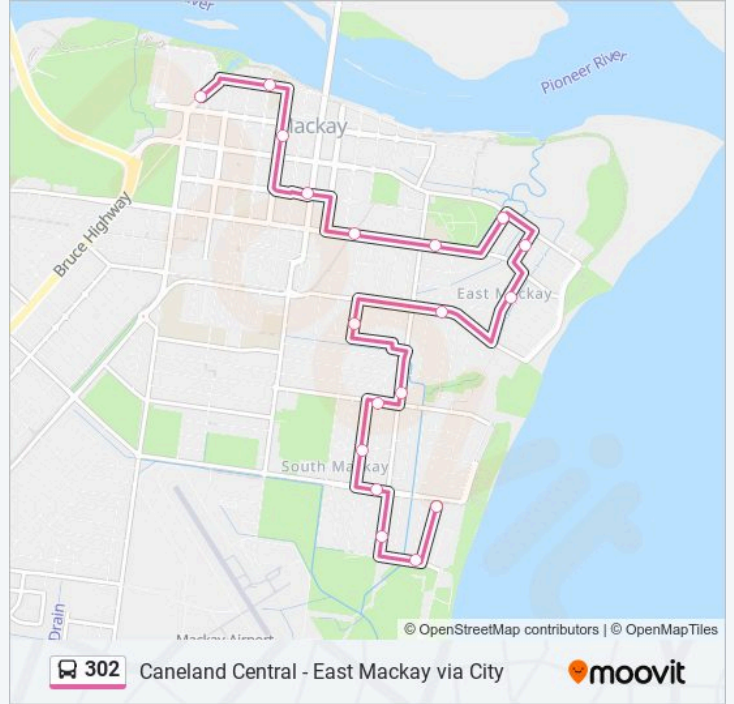 ver
Pioneer River
Mackay
Bruce Highway
East Mackay
South Mackay
Drain
Mackay Airport
© OpenStreetMap contributors | © OpenMapTiles
302 Caneland Central - East Mackay via City
moovit